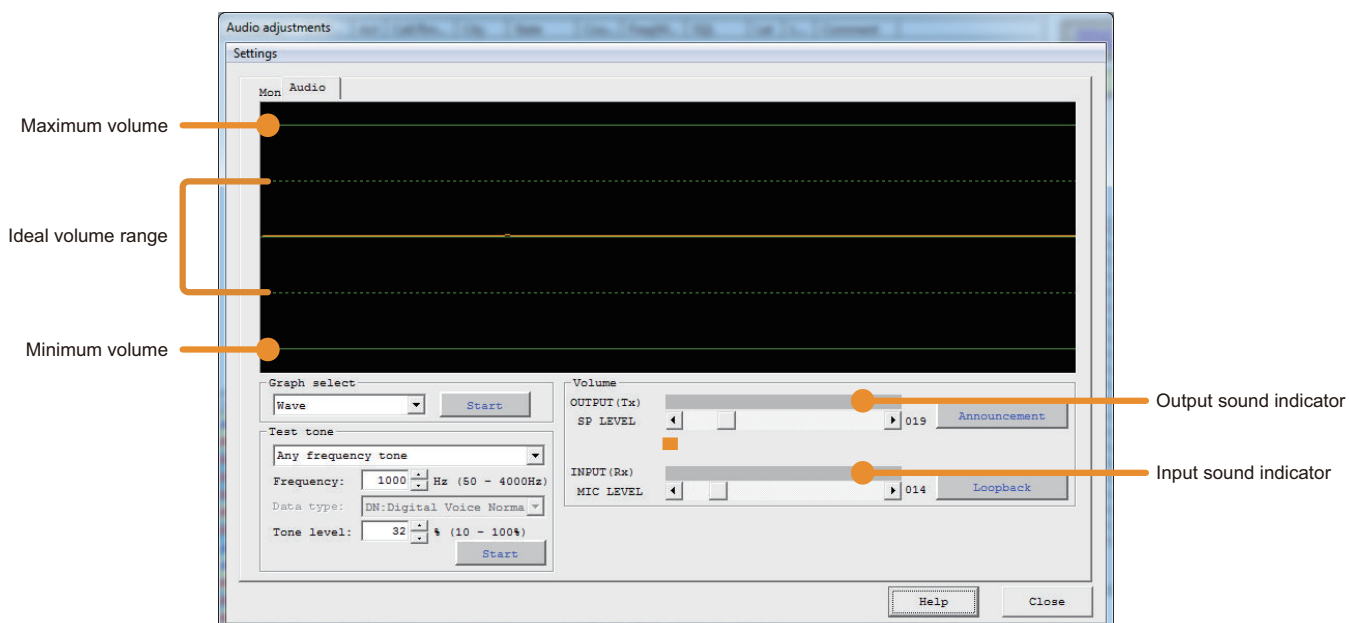 Audio adjustments
Settings
Mon Audio
Maximum volume
Ideal volume range
Minimum volume
Graph select
Wave
Start
Test tone
Any frequency tone
Frequency: 1000 Hz (50 - 4000Hz)
Data type: DN:Digital Voice Norma
Tone level: 32 % (10 - 100%)
Start
Volume
OUTPUT(Tx)
SP LEVEL 019
Announcement
Output sound indicator
INPUT(Rx)
MIC LEVEL 014
Loopback
Input sound indicator
Help
Close